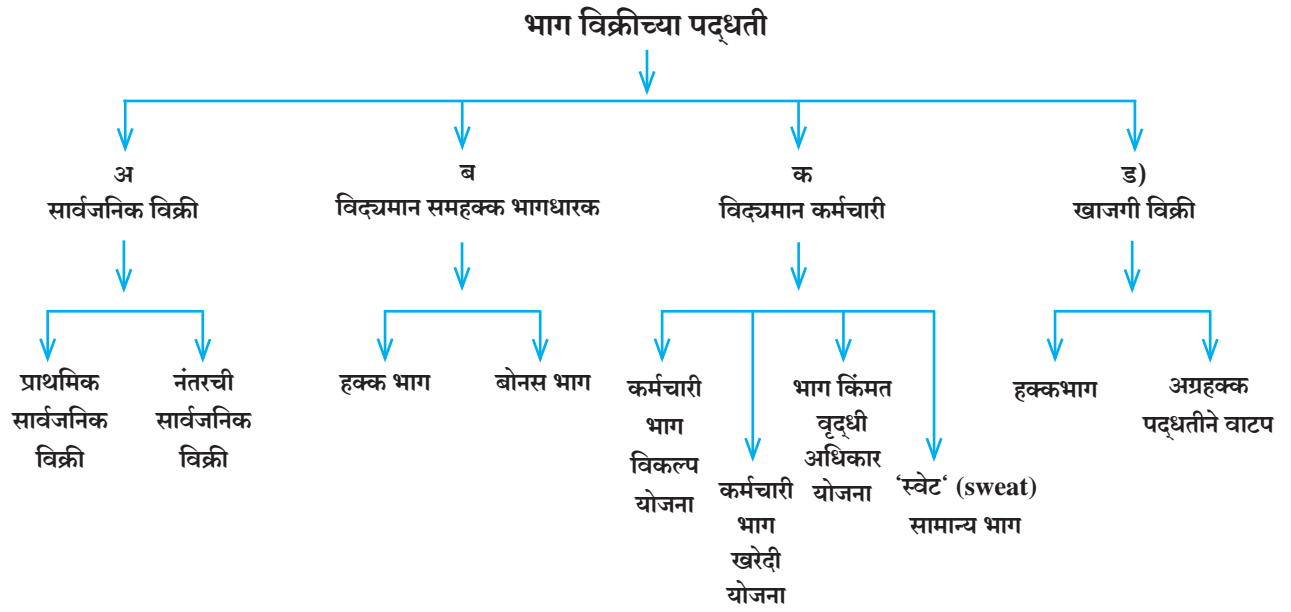 भाग विक्रीच्या पद्धती
अ
सार्वजनिक विक्री
ब
विद्यमान समहक्क भागधारक
क
विद्यमान कर्मचारी
ड)
खाजगी विक्री
प्राथमिक
सार्वजनिक
विक्री
नंतरची
सार्वजनिक
विक्री
हक्क भाग
बोनस भाग
कर्मचारी
भाग
विकल्प
योजना
कर्मचारी
भाग
खरेदी
योजना
भाग किंमत
वृद्धी
अधिकार
योजना
‘स्वेट‘ (sweat)
सामान्य भाग
हक्कभाग
अग्रहक्क
पद्धतीने वाटप